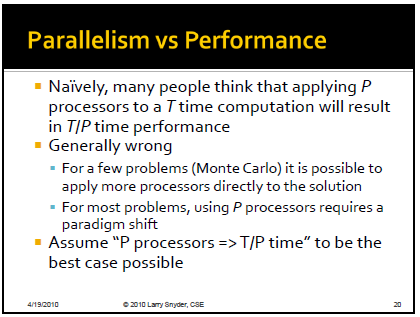 Parallelism vs Performance
Naïvely, many people think that applying P
processors to a T time computation will result
in T/P time performance
Generally wrong
For a few problems (Monte Carlo) it is possible to
apply more processors directly to the solution
For most problems, using P processors requires a
paradigm shift
Assume “P processors => T/P time” to be the
best case possible
4/19/2010
© 2010 Larry Snyder, CSE
20